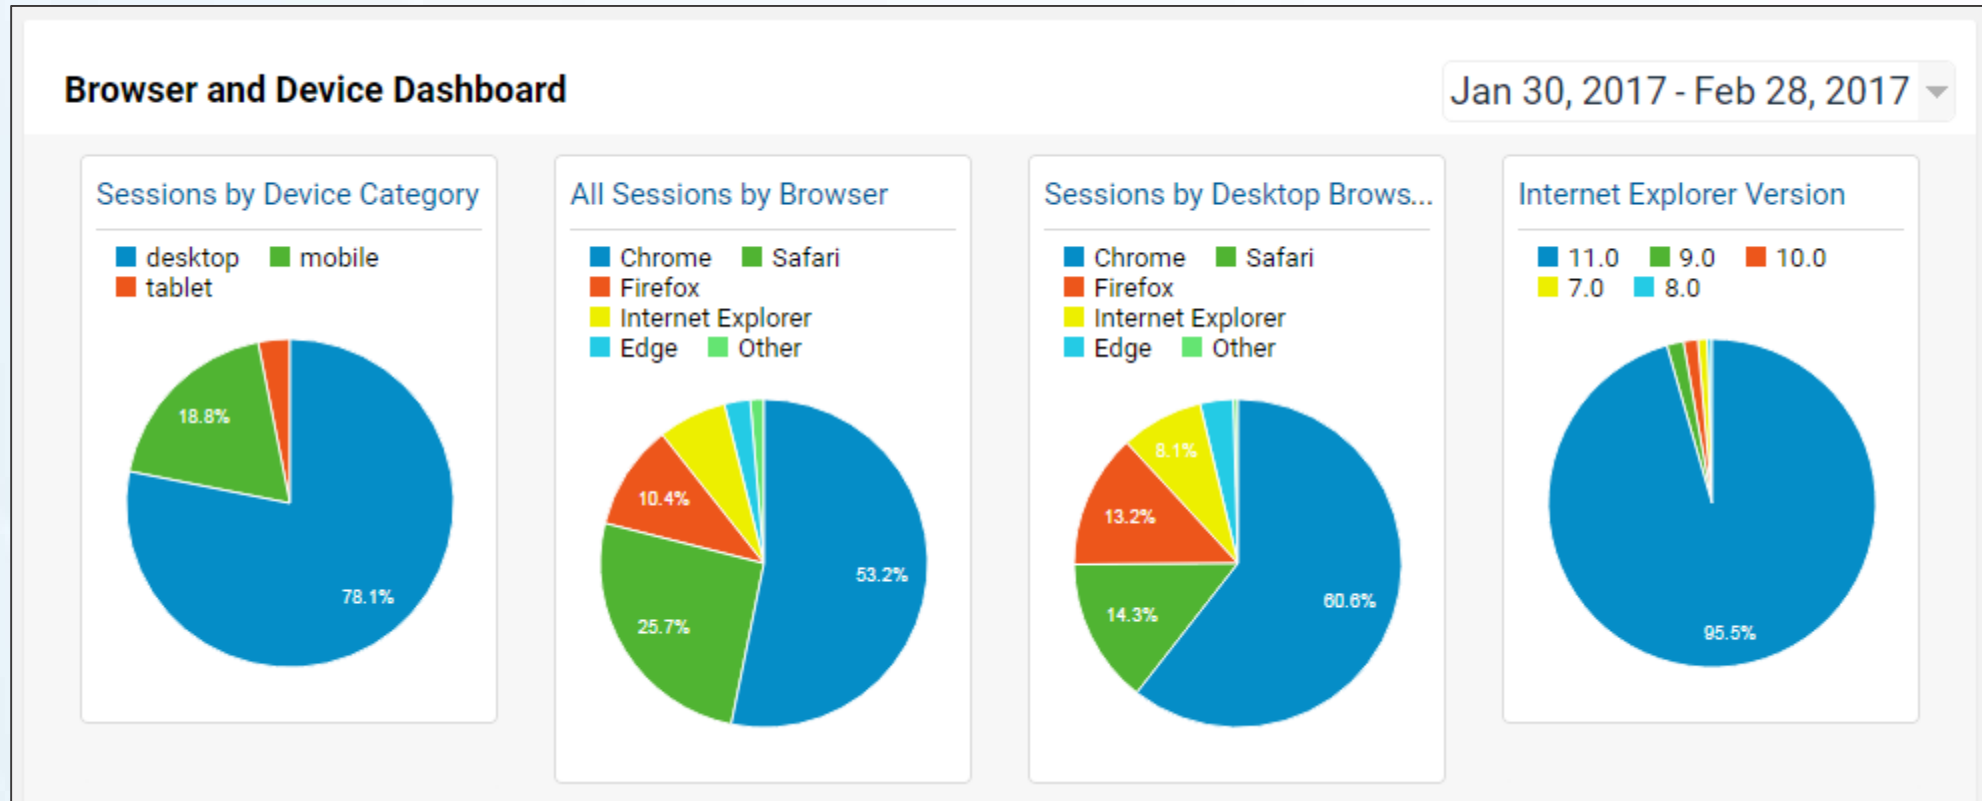 Browser and Device Dashboard
Jan 30, 2017 - Feb 28, 2017
Sessions by Device Category
desktop mobile
tablet
18.8%
78.1%
All Sessions by Browser
Chrome Safari
Firefox
Internet Explorer
Edge Other
10.4%
53.2%
25.7%
Sessions by Desktop Brows...
Chrome Safari
Firefox
Internet Explorer
Edge Other
8.1%
13.2%
60.6%
14.3%
Internet Explorer Version
11.0 9.0 10.0
7.0 8.0
95.5%